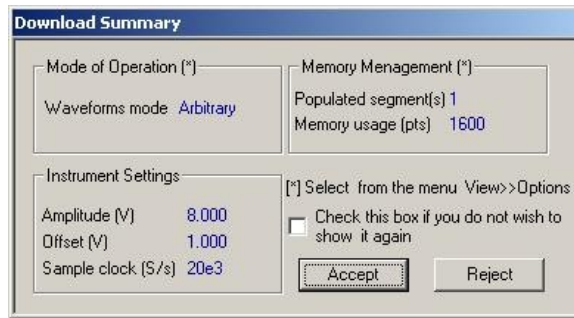 Download Summary
Mode of Operation (*)
Waveforms mode Arbitrary
Memory Menagement (*)
Populated segment(s) 1
Memory usage (pts) 1600
Instrument Settings
Amplitude (V) 8.000
Offset (V) 1.000
Sample clock (S/s) 20e3
[*] Select from the menu View>>Options
Check this box if you do not wish to
show it again
Accept
Reject